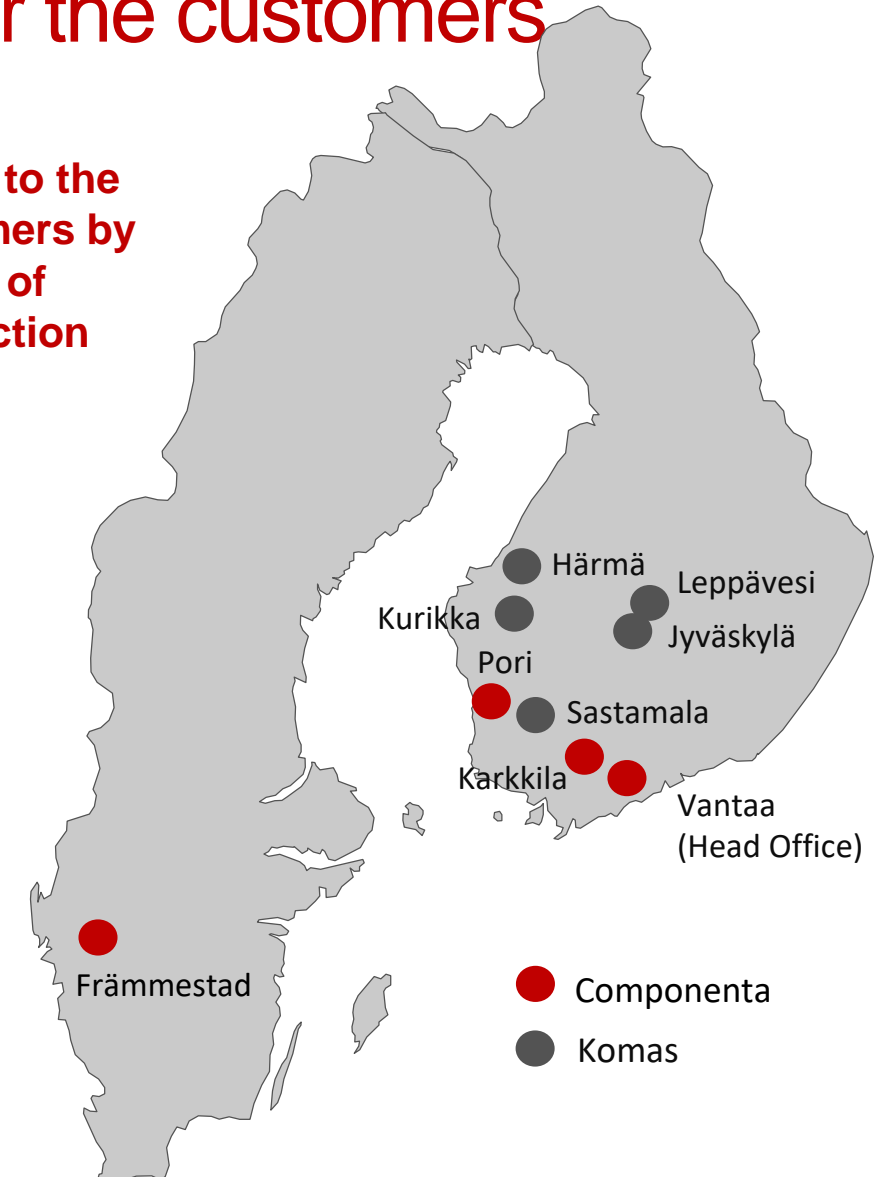 r the customers
to the
ners by
of
ction
Härmä
Leppävesi
Kurikka
Jyväskylä
Pori
Sastamala
Karkkila
Vantaa
(Head Office)
Främmestad
Componenta
Komas